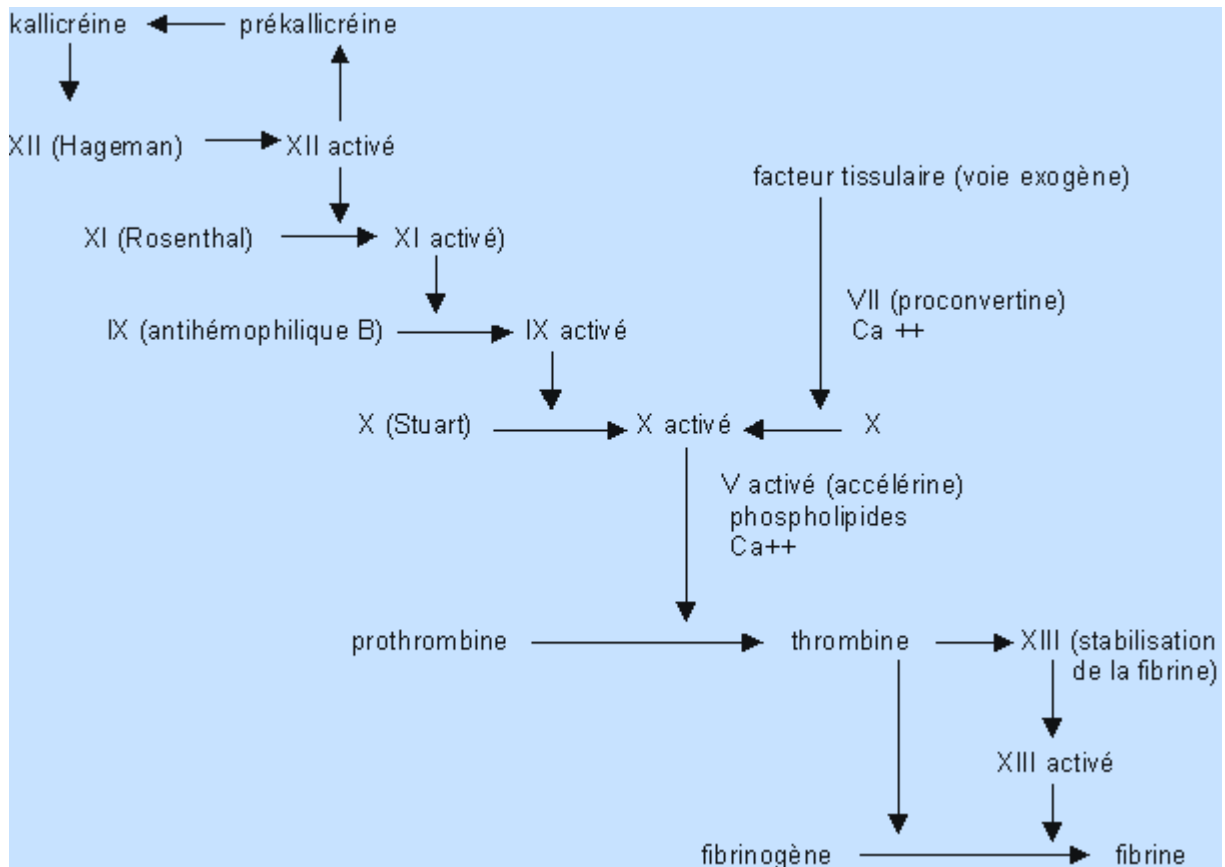 kallicréine
prékallicréine
XII (Hageman)
XII activé
facteur tissulaire (voie exogène)
XI (Rosenthal)
XI activé)
VII (proconvertine)
Ca ++
IX (antihémophilique B)
IX activé
X (Stuart)
X activé
X
V activé (accélérine)
phospholipides
Ca++
prothrombine
thrombine
XIII (stabilisation
de la fibrine)
XIII activé
fibrinogène
fibrine